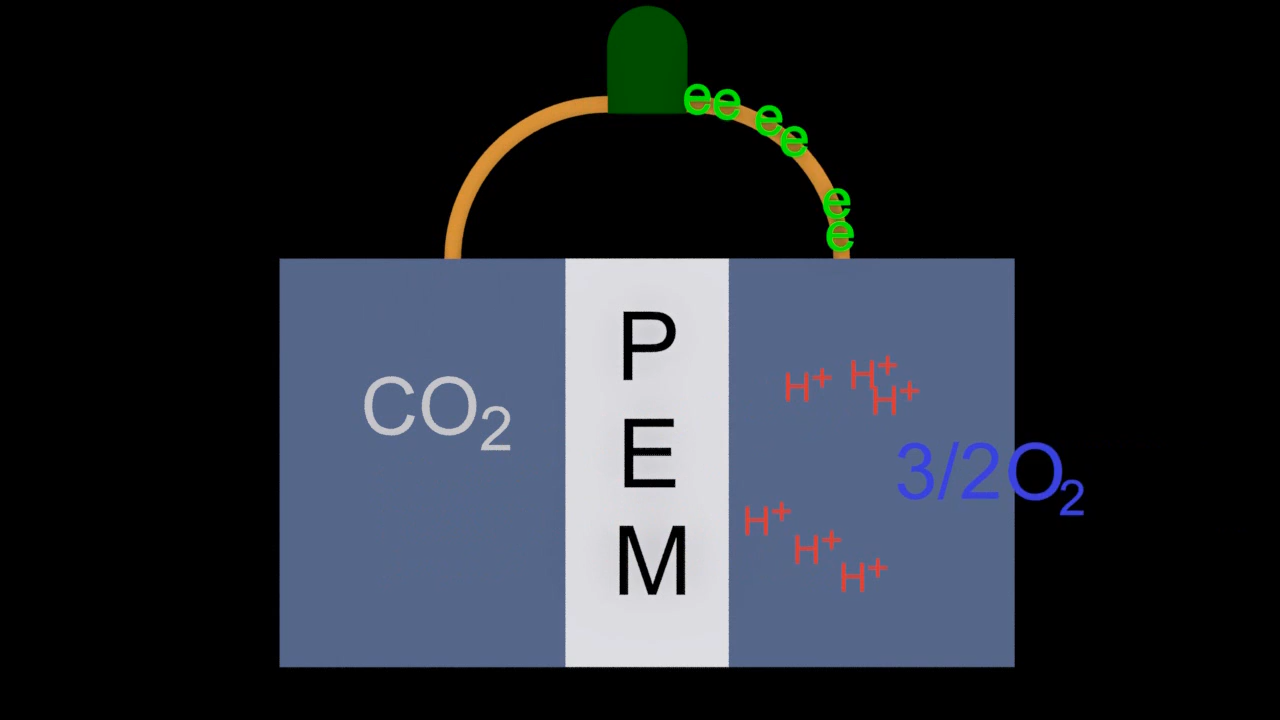 e e e e
e
e
CO₂
P
E
M
H⁺ H⁺ H⁺
3/2O₂
H⁺ H⁺ H⁺